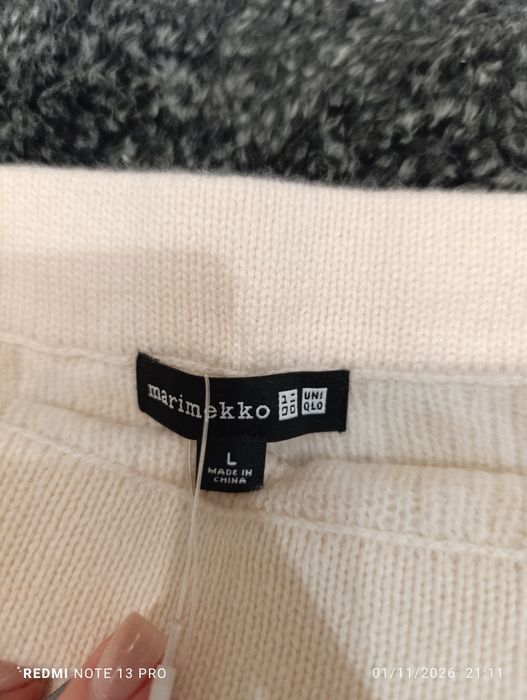 marimekko ユニクロ UNI QLO
L
MADE IN
CHINA
REDMI NOTE 13 PRO
01/11/2026 21:11